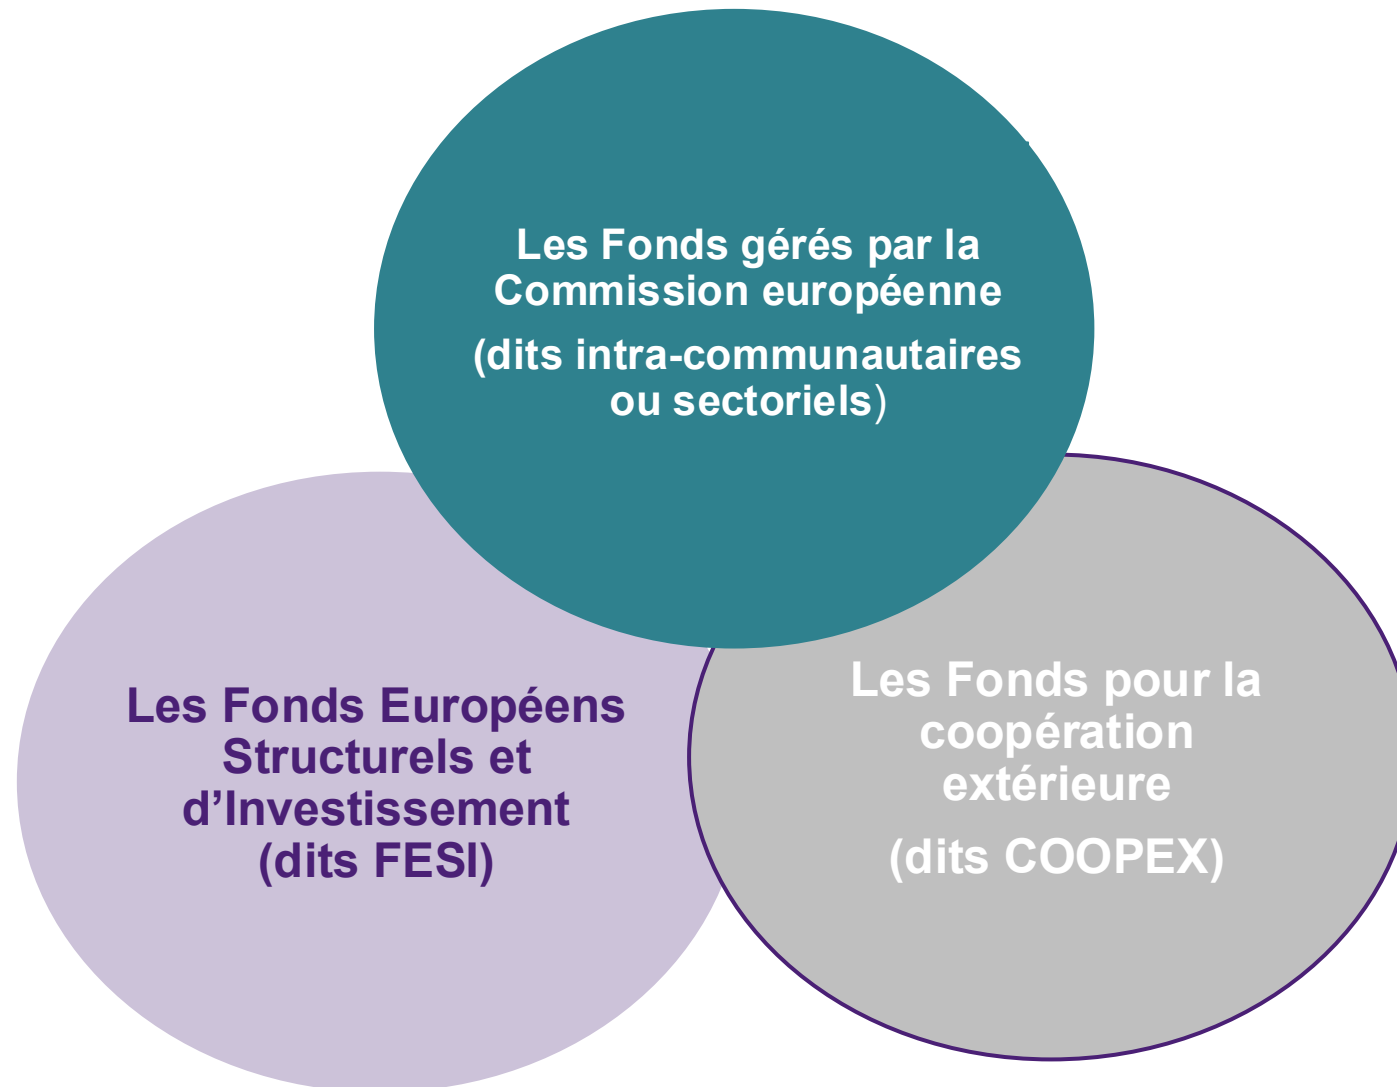 Les Fonds gérés par la
Commission européenne
(dits intra-communautaires
ou sectoriels)
Les Fonds Européens
Structurels et
d’Investissement
(dits FESI)
Les Fonds pour la
coopération
extérieure
(dits COOPEX)